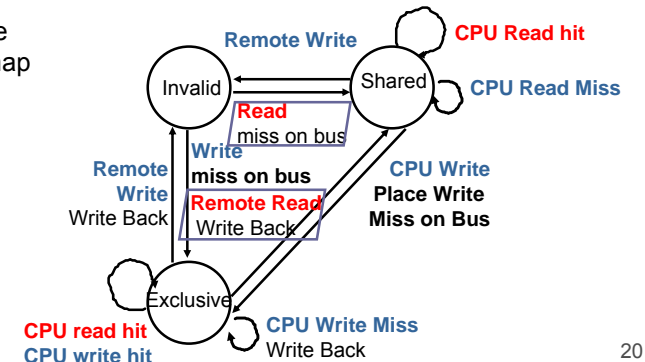 e
nap
Remote Write
CPU Read hit
Invalid
Shared
CPU Read Miss
Read
miss on bus
Write
miss on bus
Remote
Write
Write Back
Remote Read
Write Back
CPU Write
Place Write
Miss on Bus
Exclusive
CPU read hit
CPU write hit
CPU Write Miss
Write Back
20